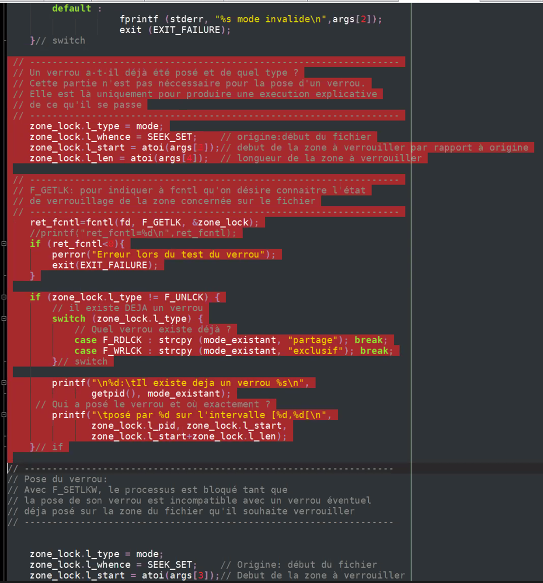 default :
fprintf (stderr, "%s mode invalide\n",args[2]);
exit (EXIT_FAILURE);
}// switch
// -------------------------------------------------------------------
// Un verrou a-t-il déja été posé et de quel type ?
// Cette partie n'est pas néccessaire pour la pose d'un verrou.
// Elle est la uniquement pour produire une execution explicative
// de ce qu'il se passe
// -------------------------------------------------------------------
zone_lock.l_type = mode;
zone_lock.l_whence = SEEK_SET; // origine:début du fichier
zone_lock.l_start = atoi(args[ ]);// debut de la zone à verrouiller par rapport à origine
zone_lock.l_len = atoi(args[ ]); // longueur de la zone à verrouiller
// -------------------------------------------------------------------
// F_GETLK: pour indiquer à fcntl qu'on désire connaitre l'état
// de verrouillage de la zone concernée sur le fichier
// -------------------------------------------------------------------
ret_fcntl=fcntl(fd, F_GETLK, &zone_lock);
//printf("ret_fcntl=%d\n",ret_fcntl);
if (ret_fcntl< ){
perror("Erreur lors du test du verrou");
exit(EXIT_FAILURE);
}
if (zone_lock.l_type != F_UNLCK) {
// il existe DEJA un verrou
switch (zone_lock.l_type) {
// Quel verrou existe déjà ?
case F_RDLCK : strcpy (mode_existant, "partage"); break;
case F_WRLCK : strcpy (mode_existant, "exclusif"); break;
}// switch
printf("\n%d:\tIl existe deja un verrou %s\n",
getpid(), mode_existant);
// Qui a posé le verrou et où exactement ?
printf("\tposé par %d sur l'intervalle [%d,%d[\n",
zone_lock.l_pid, zone_lock.l_start,
zone_lock.l_start+zone_lock.l_len);
}// if
// -------------------------------------------------------------------
// Pose du verrou:
// Avec F_SETLKW, le processus est bloqué tant que
// la pose de son verrou est incompatible avec un verrou éventuel
// déja posé sur la zone du fichier qu'il souhaite verrouiller
// -------------------------------------------------------------------
zone_lock.l_type = mode;
zone_lock.l_whence = SEEK_SET; // Origine: début du fichier
zone_lock.l_start = atoi(args[3]);// Debut de la zone à verrouiller